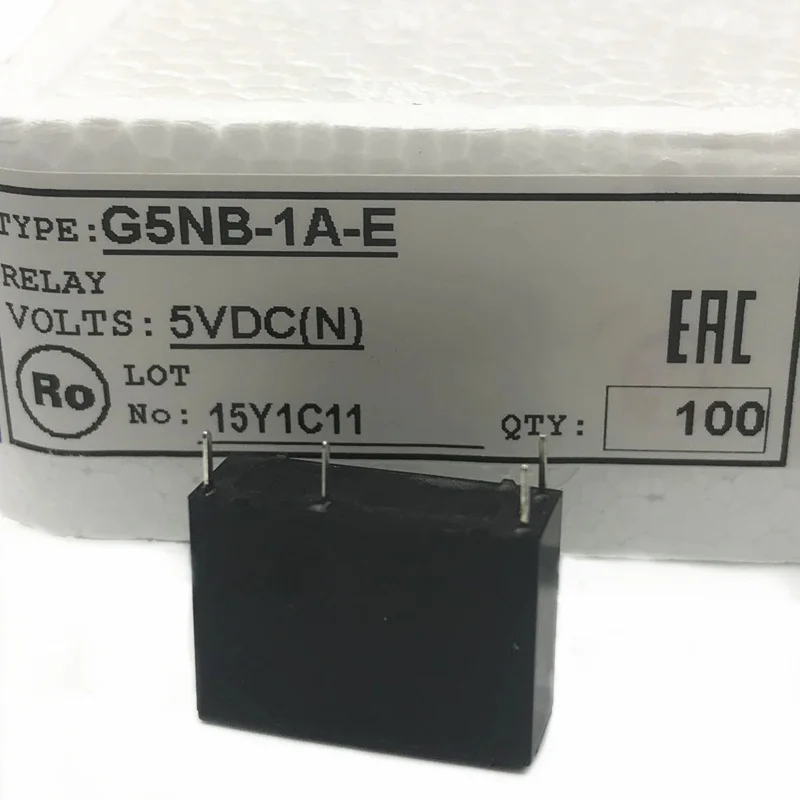 TYPE: G5NB-1A-E
RELAY
VOLTS: 5VDC(N)
EAC
Ro
LOT
No: 15Y1C11
QTY: 100